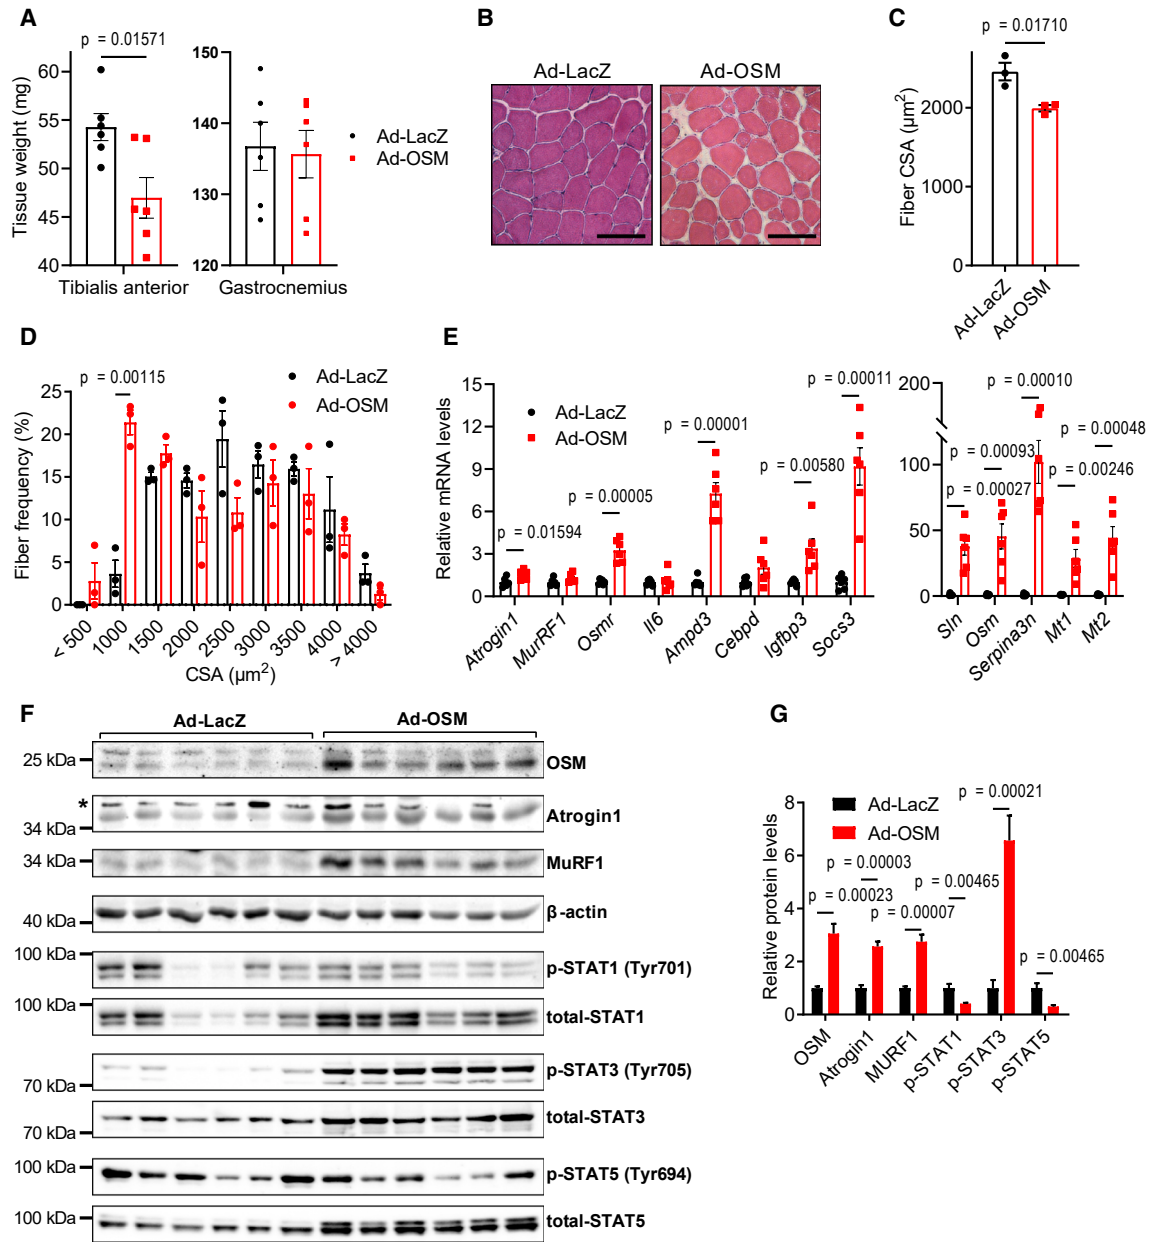 A
p = 0.01571
Tissue weight (mg)
60
55
50
45
40
Tibialis anterior
150
140
130
120
Gastrocnemius
Ad-LacZ
Ad-OSM
B
Ad-LacZ
Ad-OSM
C
p = 0.01710
Fiber CSA (µm²)
2000
1000
0
Ad-LacZ
Ad-OSM
D
p = 0.00115
Ad-LacZ
Ad-OSM
Fiber frequency (%)
25
20
15
10
5
0
< 500
1000
1500
2000
2500
3000
3500
4000
> 4000
CSA (µm²)
E
Relative mRNA levels
15
12
9
6
3
0
Ad-LacZ
Ad-OSM
p = 0.01594
p = 0.00005
p = 0.00001
p = 0.00580
p = 0.00011
Atrogin1
MurRF1
Osmr
Il6
Ampd3
Cebpd
Igfbp3
Socs3
200
100
50
0
p = 0.00010
p = 0.00048
p = 0.00093
p = 0.00246
p = 0.00027
Sln
Osm
Serpina3n
Mt1
Mt2
F
Ad-LacZ
Ad-OSM
25 kDa
OSM
*
34 kDa
Atrogin1
34 kDa
MuRF1
40 kDa
β-actin
100 kDa
p-STAT1 (Tyr701)
100 kDa
total-STAT1
70 kDa
p-STAT3 (Tyr705)
70 kDa
total-STAT3
100 kDa
p-STAT5 (Tyr694)
100 kDa
total-STAT5
G
Relative protein levels
8
6
4
2
0
Ad-LacZ
Ad-OSM
p = 0.00021
p = 0.00003
p = 0.00465
p = 0.00023
p = 0.00007
p = 0.00465
OSM
Atrogin1
MURF1
p-STAT1
p-STAT3
p-STAT5